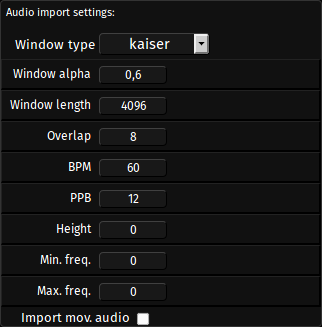 Audio import settings:
Window type kaiser
Window alpha 0,6
Window length 4096
Overlap 8
BPM 60
PPB 12
Height 0
Min. freq. 0
Max. freq. 0
Import mov. audio